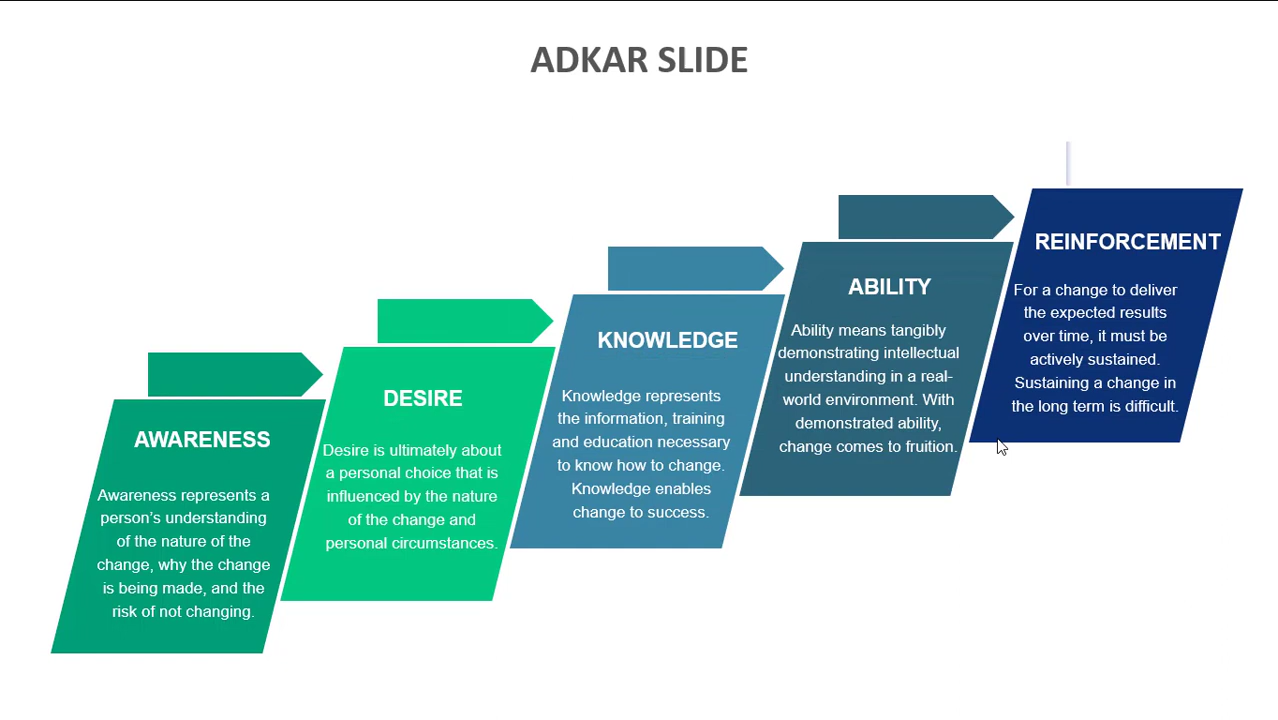 ADKAR SLIDE
AWARENESS
Awareness represents a
person’s understanding
of the nature of the
change, why the change
is being made, and the
risk of not changing.
DESIRE
Desire is ultimately about
a personal choice that is
influenced by the nature
of the change and
personal circumstances.
KNOWLEDGE
Knowledge represents
the information, training
and education necessary
to know how to change.
Knowledge enables
change to success.
ABILITY
Ability means tangibly
demonstrating intellectual
understanding in a real-
world environment. With
demonstrated ability,
change comes to fruition.
REINFORCEMENT
For a change to deliver
the expected results
over time, it must be
actively sustained.
Sustaining a change in
the long term is difficult.